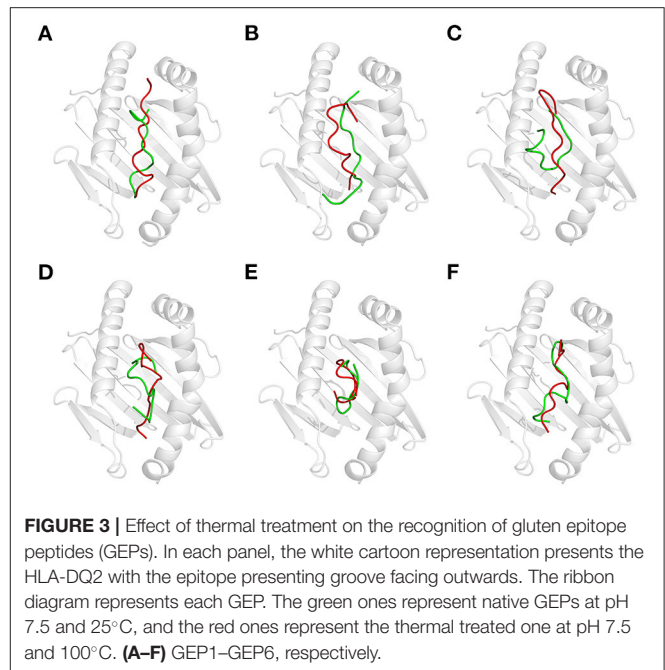 A
B
C
D
E
F
FIGURE 3 | Effect of thermal treatment on the recognition of gluten epitope
peptides (GEPs). In each panel, the white cartoon representation presents the
HLA-DQ2 with the epitope presenting groove facing outwards. The ribbon
diagram represents each GEP. The green ones represent native GEPs at pH
7.5 and 25°C, and the red ones represent the thermal treated one at pH 7.5
and 100°C. (A–F) GEP1–GEP6, respectively.